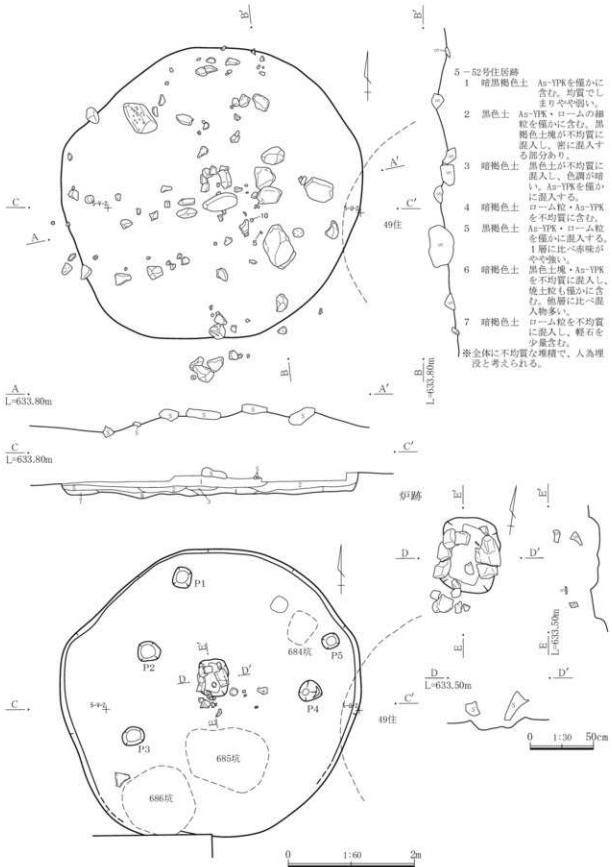 B′
5－52号住居跡
1 暗黒褐色土 As-YPKを僅かに
含む。均質でし
まりやや弱い。
2 黒色土 As-YPK・ロームの細
粒を僅かに含む。黒
褐色土塊が不均質に
混入し、密に混入す
る部分あり。
3 暗褐色土 黒色土が不均質に
混入し、色調が暗
い。As-YPKを僅か
に混入する。
4 暗褐色土 ローム粒・As-YPK
を不均質に含む。
5 黒褐色土 As-YPK・ローム粒
を僅かに混入する。
1層に比べ赤味が
やや強い。
6 暗褐色土 黒色土塊・As-YPK
を不均質に混入し、
焼土粒も僅かに含
む。他層に比べ混
入物多い。
7 暗褐色土 ローム粒を不均質
に混入し、軽石を
少量含む。
※全体に不均質な堆積で、人為埋
没と考えられる。
B′
A′
C
C′
A
49住
10
5
B
B
L=633.80m
A
L=633.80m
A′
C
L=633.80m
C′
炉跡
E′
E′
D
D′
E
E
L=633.50m
D
L=633.50m
D′
0 1:30 50cm
P1
P2
P3
P4
P5
684坑
685坑
686坑
E′
D
D′
E
C
C′
49住
0 1:60 2m